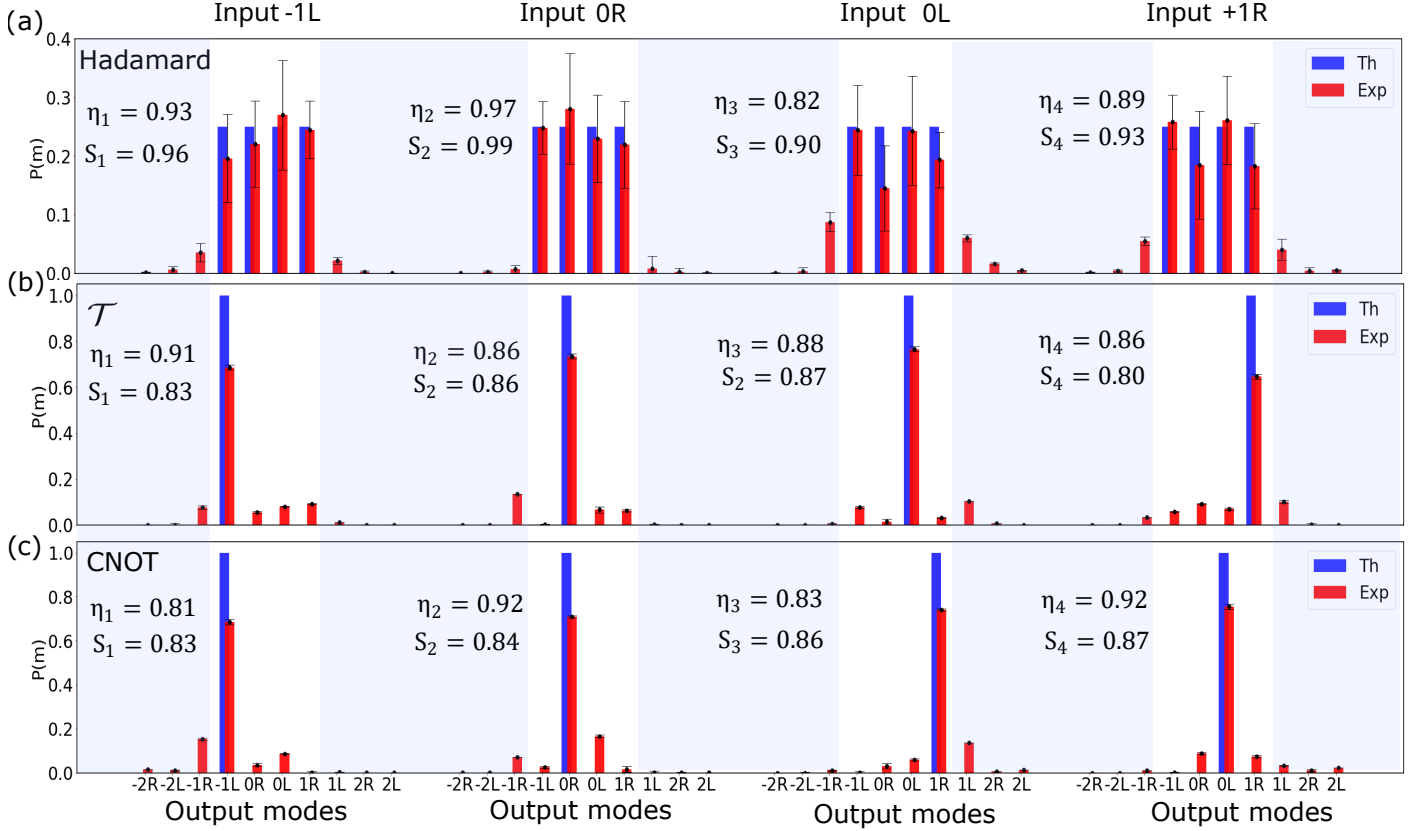 Input -1L Input 0R Input 0L Input +1R
(a)
Hadamard
η₁ = 0.93 η₂ = 0.97 η₃ = 0.82 η₄ = 0.89
S₁ = 0.96 S₂ = 0.99 S₃ = 0.90 S₄ = 0.93
Th
Exp
P(m)
0.4
0.3
0.2
0.1
0.0
(b)
𝒯
η₁ = 0.91 η₂ = 0.86 η₃ = 0.88 η₄ = 0.86
S₁ = 0.83 S₂ = 0.86 S₂ = 0.87 S₄ = 0.80
Th
Exp
P(m)
1.0
0.8
0.6
0.4
0.2
0.0
(c)
CNOT
η₁ = 0.81 η₂ = 0.92 η₃ = 0.83 η₄ = 0.92
S₁ = 0.83 S₂ = 0.84 S₃ = 0.86 S₄ = 0.87
Th
Exp
P(m)
1.0
0.8
0.6
0.4
0.2
0.0
-2R -2L -1R -1L 0R 0L 1R 1L 2R 2L -2R -2L -1R -1L 0R 0L 1R 1L 2R 2L -2R -2L -1R -1L 0R 0L 1R 1L 2R 2L -2R -2L -1R -1L 0R 0L 1R 1L 2R 2L
Output modes Output modes Output modes Output modes